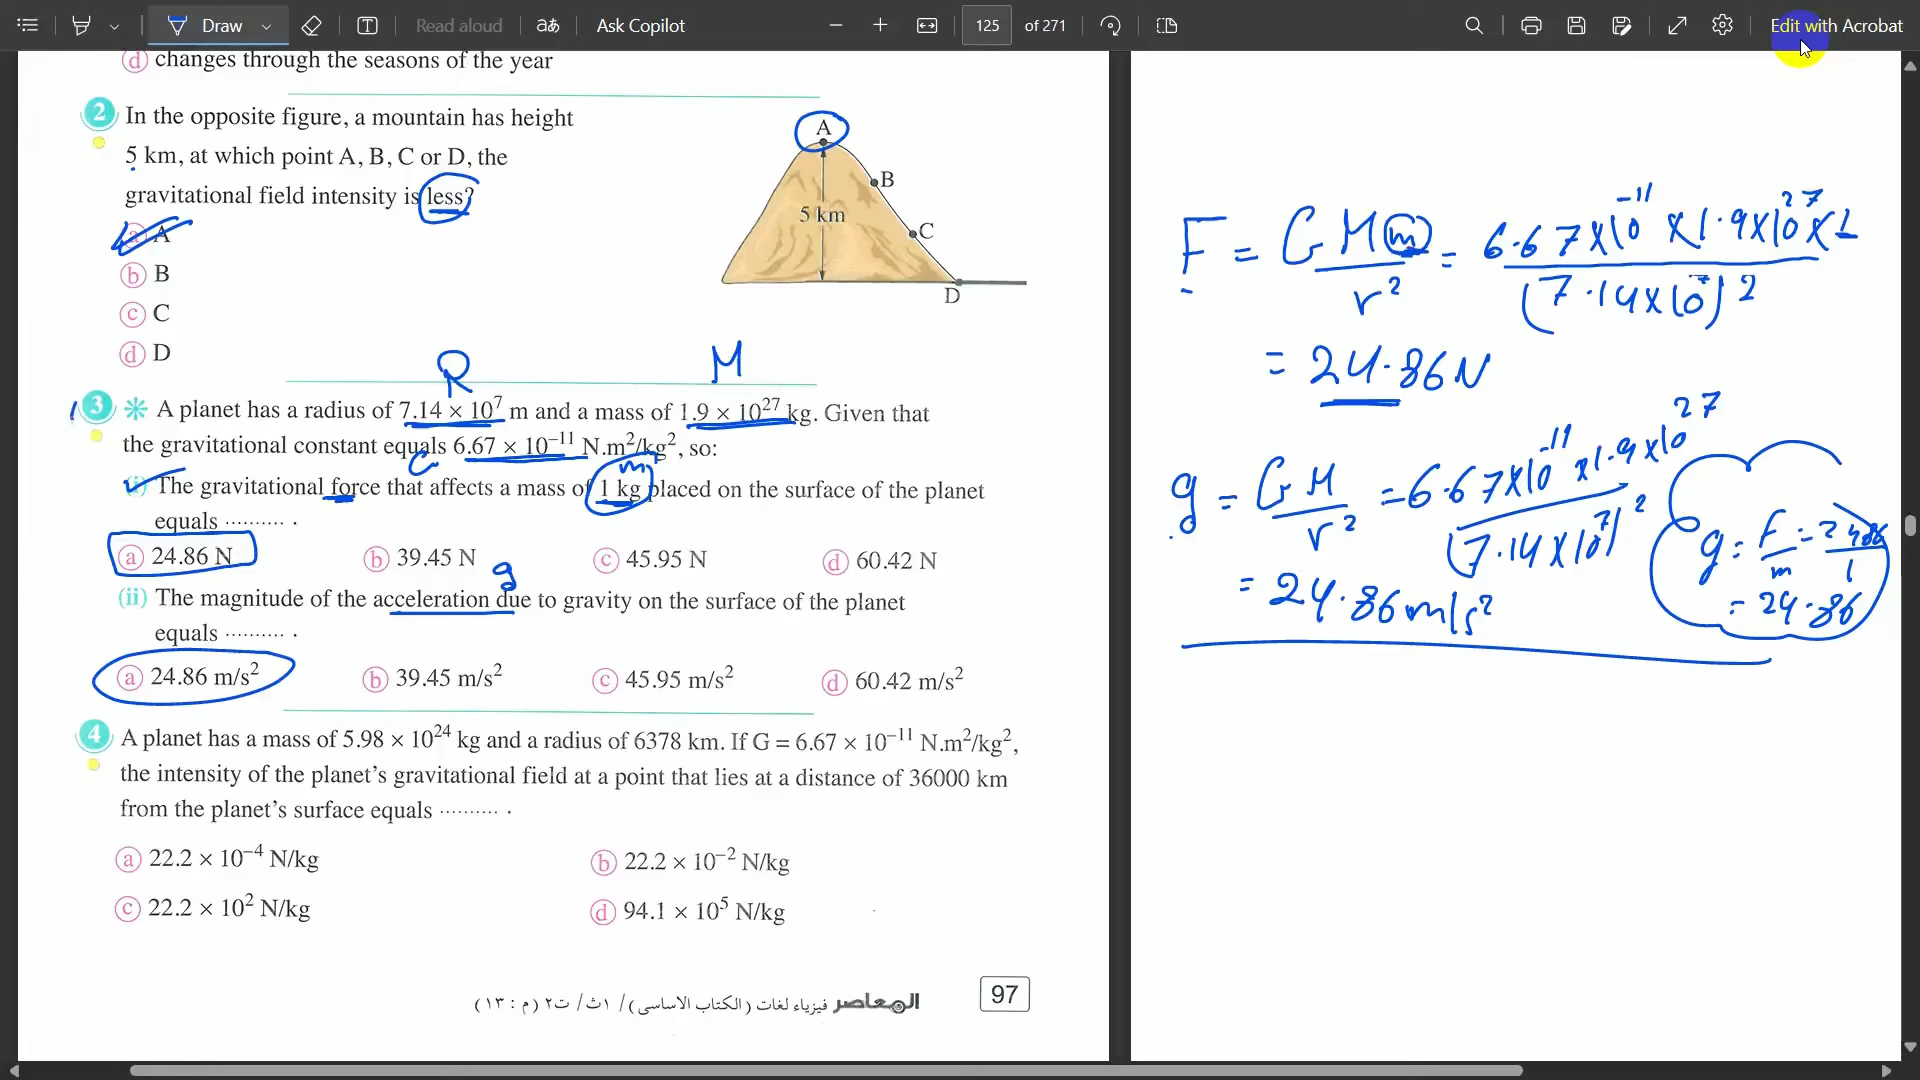 Draw
Read aloud
aあ
Ask Copilot
125 of 271
Edit with Acrobat
d changes through the seasons of the year
2 In the opposite figure, a mountain has height
5 km, at which point A, B, C or D, the
gravitational field intensity is less?
a A
b B
c C
d D
A
B
5 km
C
D
R
M
3 * A planet has a radius of 7.14 × 10⁷ m and a mass of 1.9 × 10²⁷ kg. Given that
the gravitational constant equals 6.67 × 10⁻¹¹ N.m²/kg², so:
G
m
(i) The gravitational force that affects a mass of 1 kg placed on the surface of the planet
equals .......... .
a 24.86 N
b 39.45 N
c 45.95 N
d 60.42 N
g
(ii) The magnitude of the acceleration due to gravity on the surface of the planet
equals .......... .
a 24.86 m/s²
b 39.45 m/s²
c 45.95 m/s²
d 60.42 m/s²
4 A planet has a mass of 5.98 × 10²⁴ kg and a radius of 6378 km. If G = 6.67 × 10⁻¹¹ N.m²/kg²,
the intensity of the planet's gravitational field at a point that lies at a distance of 36000 km
from the planet's surface equals .......... .
a 22.2 × 10⁻⁴ N/kg
b 22.2 × 10⁻² N/kg
c 22.2 × 10² N/kg
d 94.1 × 10⁵ N/kg
المعاصر فيزياء لغات (الكتاب الاساسى) / ١ث / ت٢ (م : ١٣)
97
F = G M m / r² = 6.67×10⁻¹¹ × 1.9×10²⁷ × 1 / (7.14×10⁷)²
= 24.86 N
g = G M / r² = 6.67×10⁻¹¹ × 1.9×10²⁷ / (7.14×10⁷)²
= 24.86 m/s²
g = F / m = 24.86 / 1
= 24.86